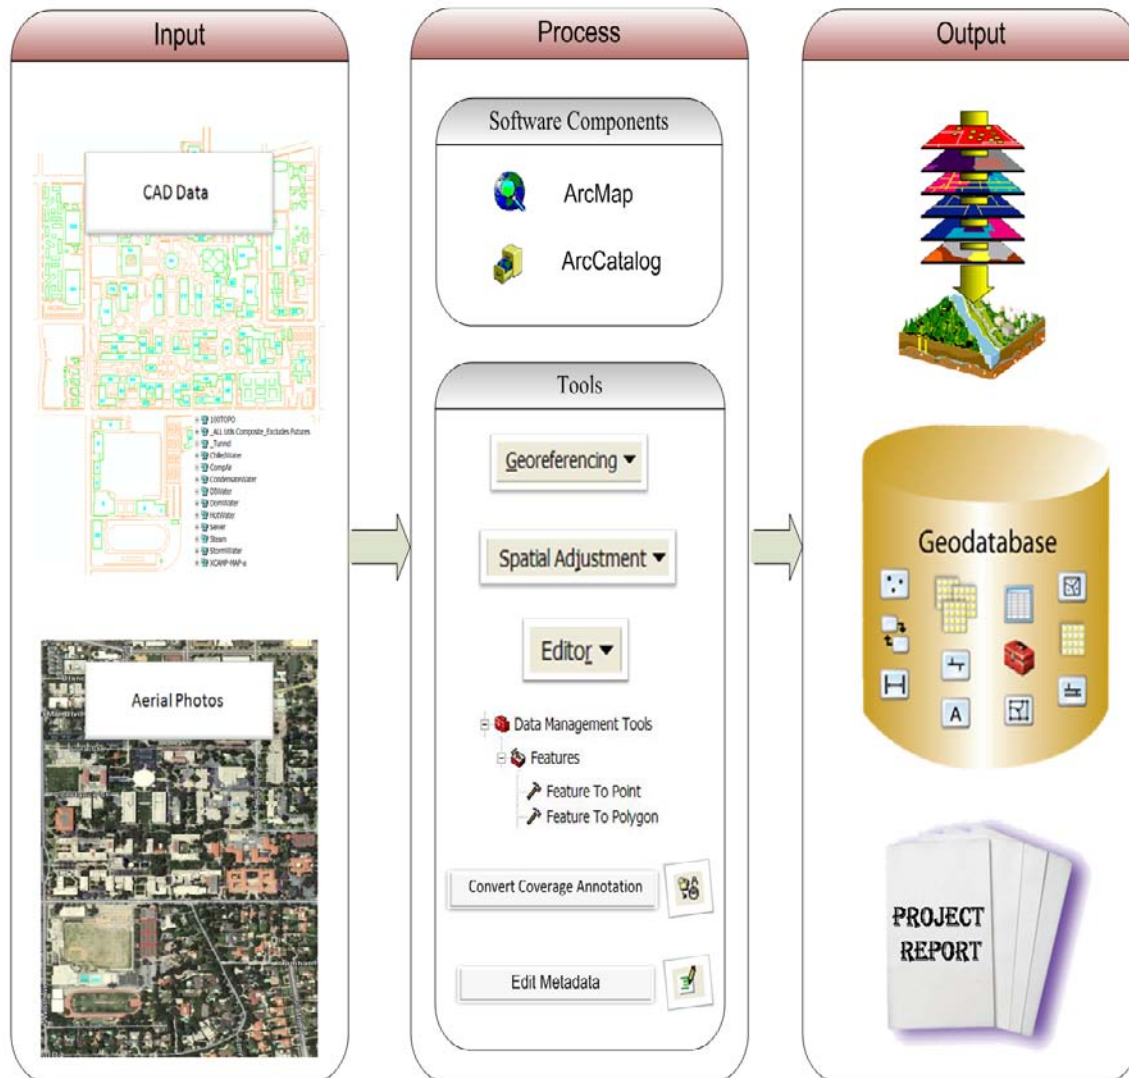 Input
CAD Data
100TOPO
_ALL Utils Composite_Excludes Futures
_Tunnel
ChilledWater
CompAir
CondensateWater
DIWater
DomWater
HotWater
Sewer
Steam
StormWater
XCAMP-MAP-α
Aerial Photos
Process
Software Components
ArcMap
ArcCatalog
Tools
Georeferencing
Spatial Adjustment
Editor
Data Management Tools
Features
Feature To Point
Feature To Polygon
Convert Coverage Annotation
Edit Metadata
Output
Geodatabase
A
PROJECT
REPORT